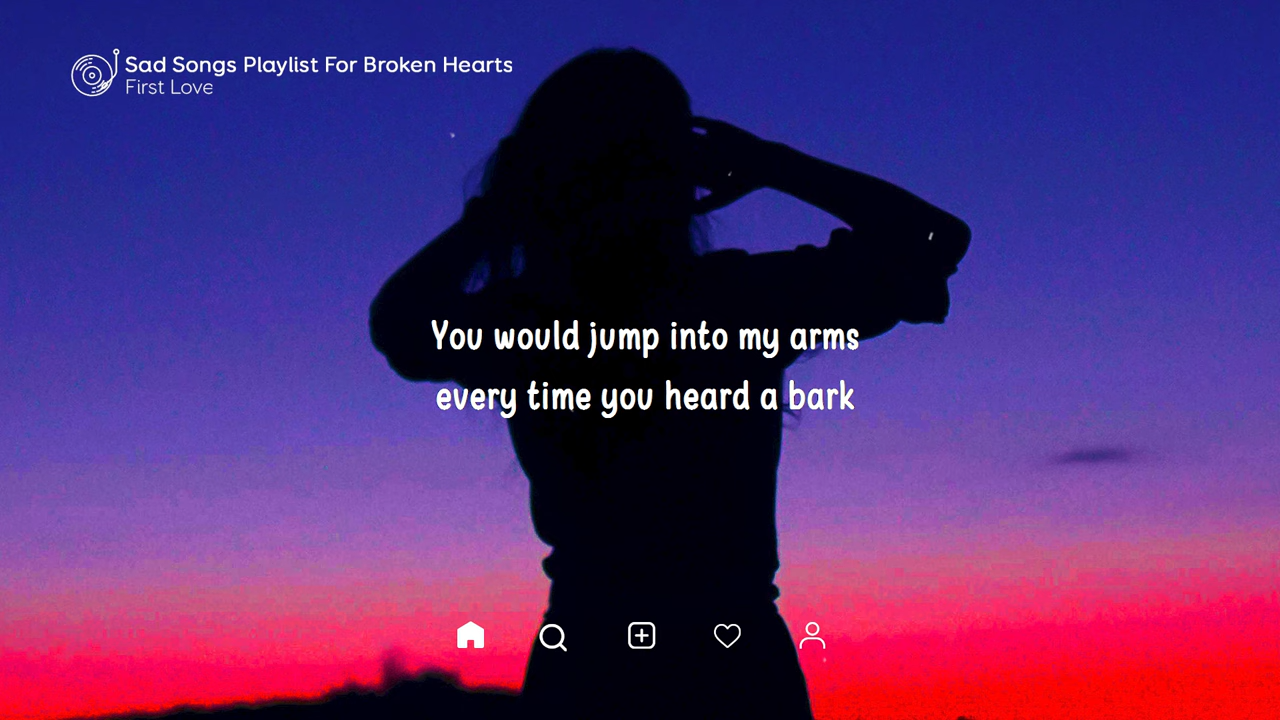 Sad Songs Playlist For Broken Hearts
First Love
You would jump into my arms
every time you heard a bark